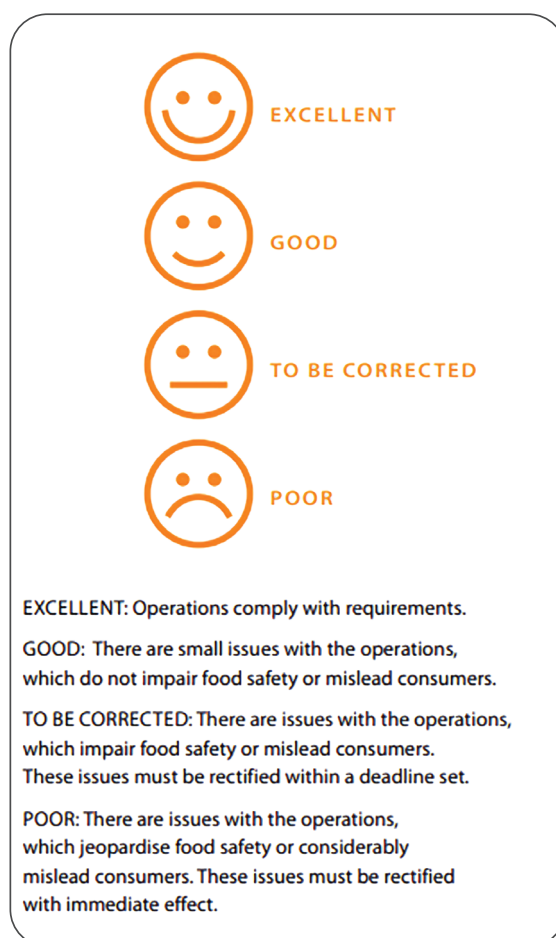 EXCELLENT
GOOD
TO BE CORRECTED
POOR
EXCELLENT: Operations comply with requirements.
GOOD: There are small issues with the operations,
which do not impair food safety or mislead consumers.
TO BE CORRECTED: There are issues with the operations,
which impair food safety or mislead consumers.
These issues must be rectified within a deadline set.
POOR: There are issues with the operations,
which jeopardise food safety or considerably
mislead consumers. These issues must be rectified
with immediate effect.